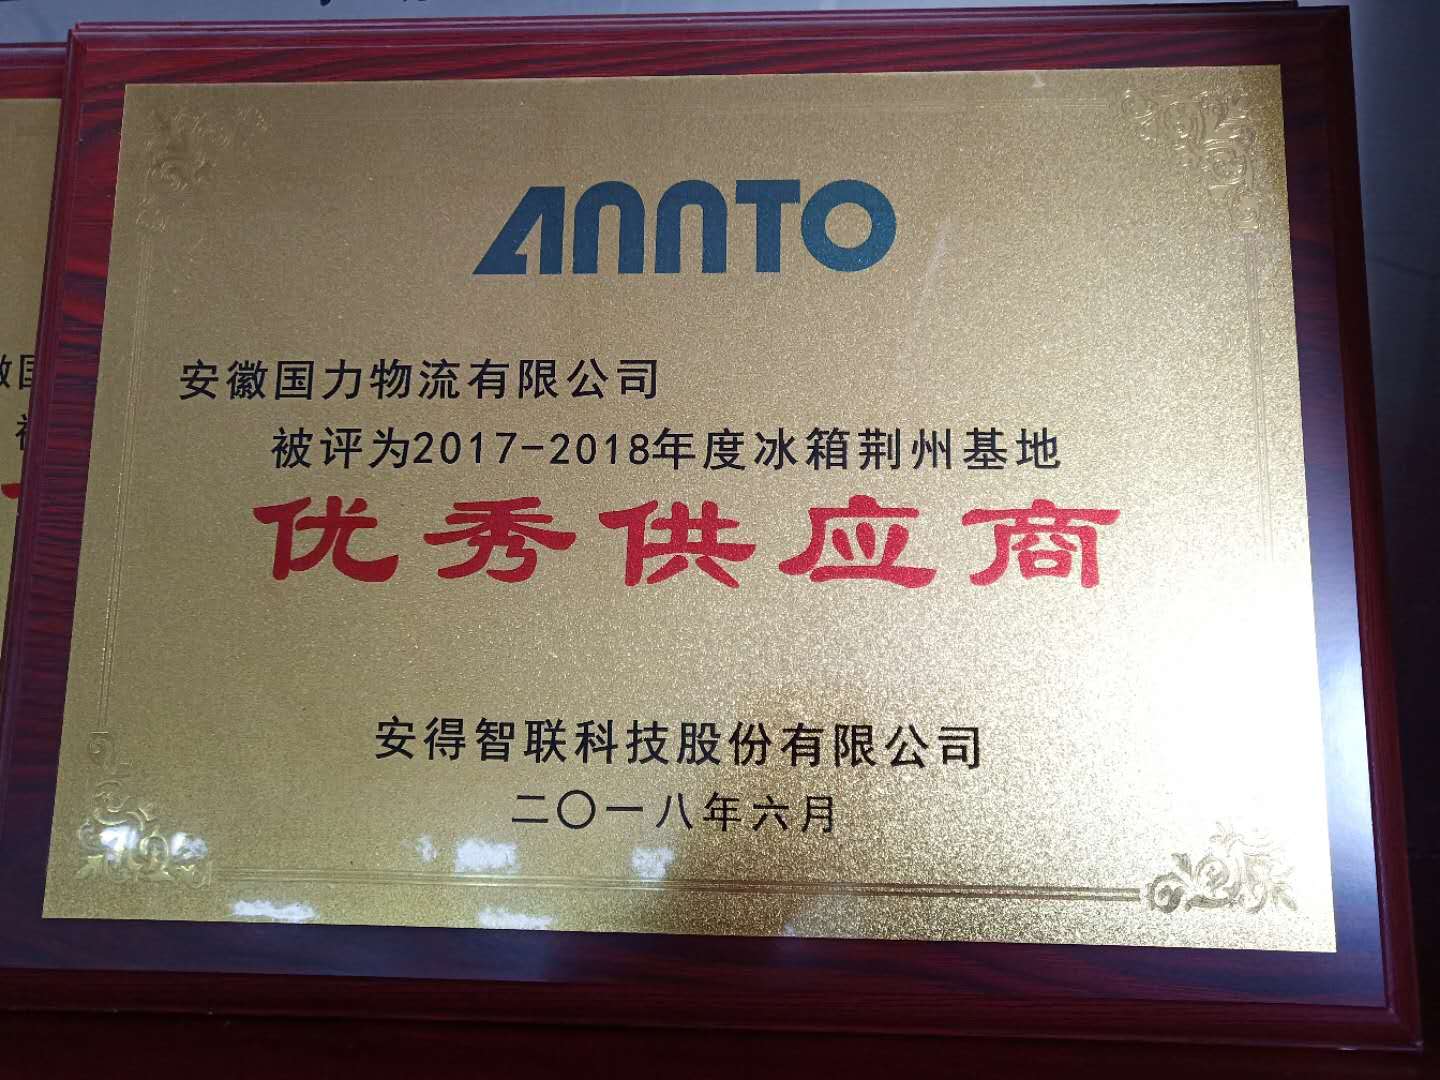 ANNTO
安徽国力物流有限公司
被评为2017-2018年度冰箱荆州基地
优秀供应商
安得智联科技股份有限公司
二〇一八年六月